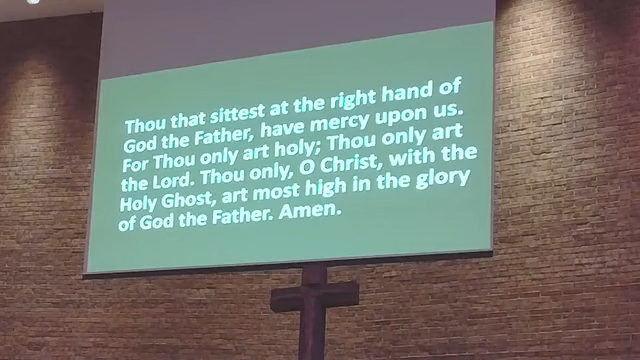 Thou that sittest at the right hand of
God the Father, have mercy upon us.
For Thou only art holy; Thou only art
the Lord. Thou only, O Christ, with the
Holy Ghost, art most high in the glory
of God the Father. Amen.